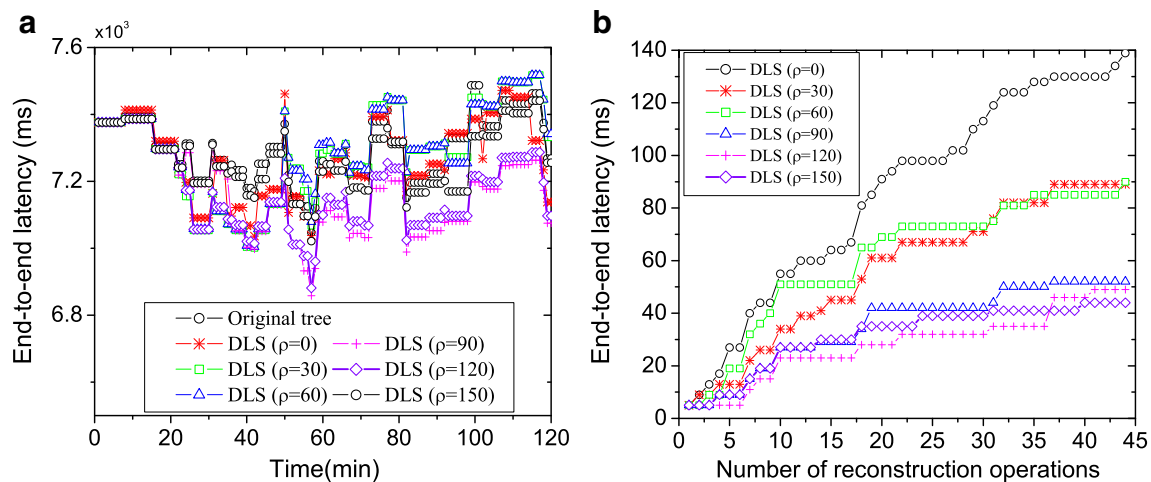 a
x10³
7.6
7.2
6.8
End-to-end latency (ms)
Original tree
DLS (ρ=0)
DLS (ρ=30)
DLS (ρ=60)
DLS (ρ=90)
DLS (ρ=120)
DLS (ρ=150)
0 20 40 60 80 100 120
Time(min)
b
140
120
100
80
60
40
20
0
End-to-end latency (ms)
DLS (ρ=0)
DLS (ρ=30)
DLS (ρ=60)
DLS (ρ=90)
DLS (ρ=120)
DLS (ρ=150)
0 5 10 15 20 25 30 35 40 45
Number of reconstruction operations